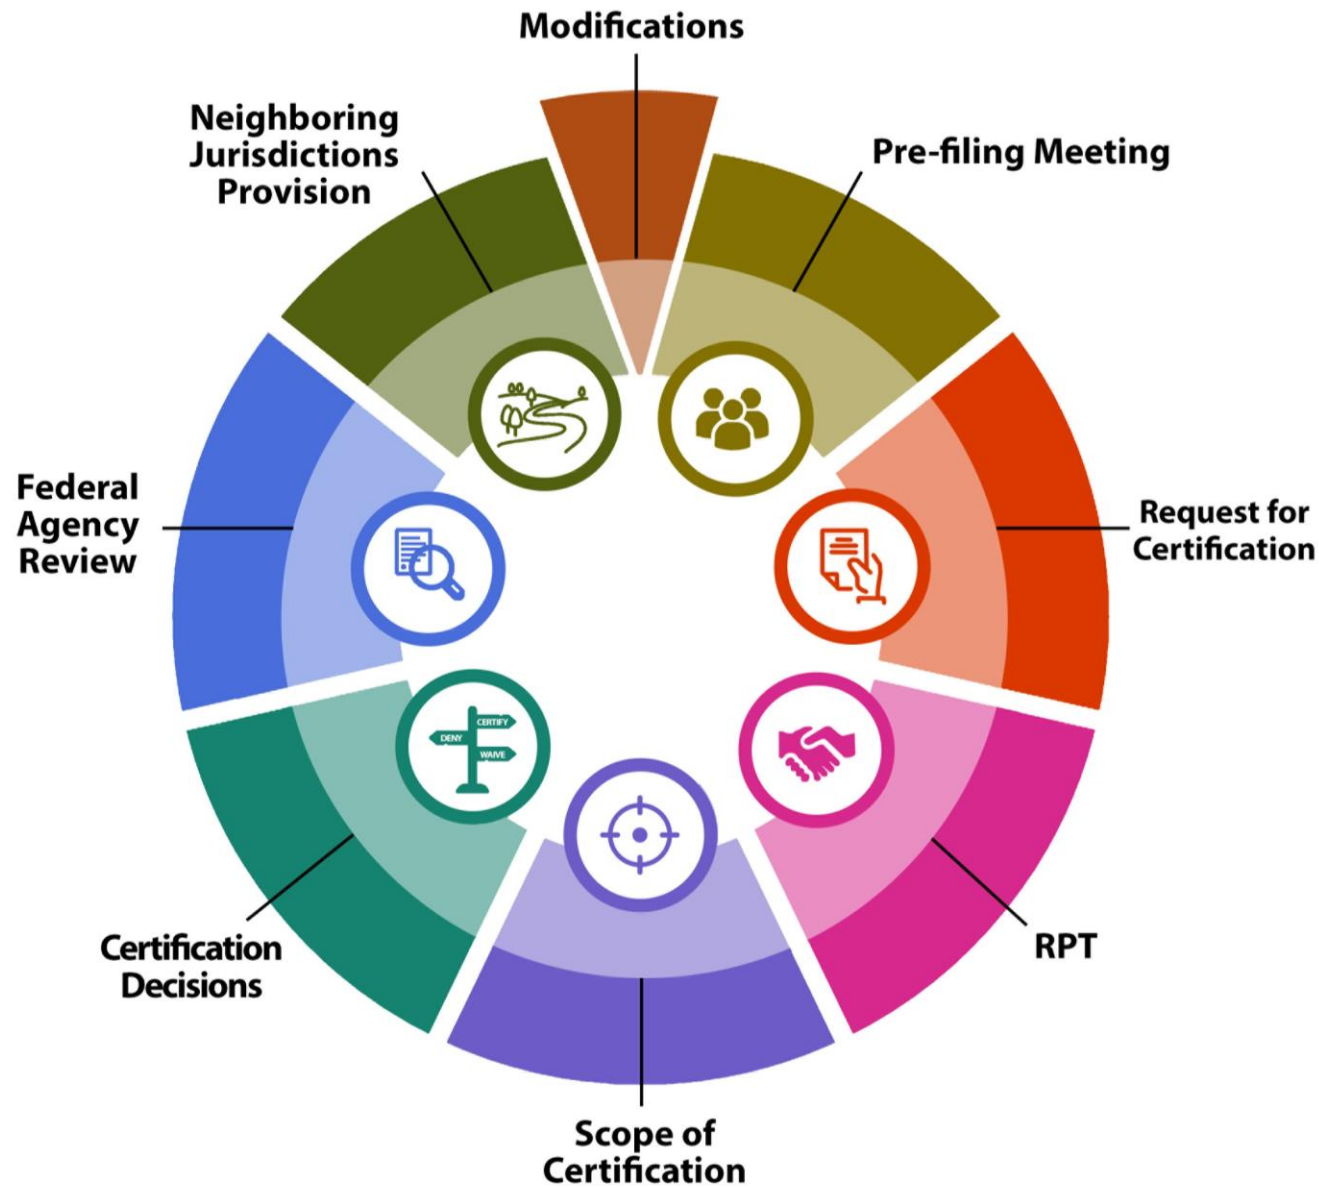 Modifications
Pre-filing Meeting
Request for
Certification
RPT
Scope of
Certification
Certification
Decisions
Federal
Agency
Review
Neighboring
Jurisdictions
Provision
CERTIFY
DENY
WAIVE